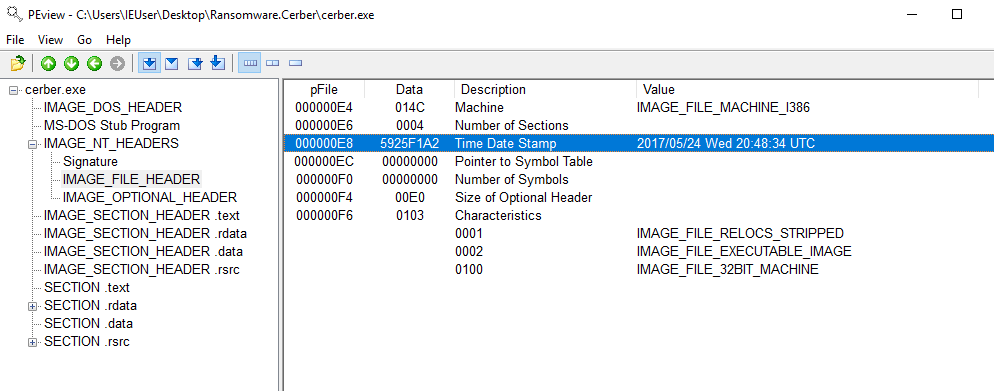 PEview - C:\Users\IEUser\Desktop\Ransomware.Cerber\cerber.exe
File View Go Help
cerber.exe
IMAGE_DOS_HEADER
MS-DOS Stub Program
IMAGE_NT_HEADERS
Signature
IMAGE_FILE_HEADER
IMAGE_OPTIONAL_HEADER
IMAGE_SECTION_HEADER .text
IMAGE_SECTION_HEADER .rdata
IMAGE_SECTION_HEADER .data
IMAGE_SECTION_HEADER .rsrc
SECTION .text
SECTION .rdata
SECTION .data
SECTION .rsrc
pFile Data Description Value
000000E4 014C Machine IMAGE_FILE_MACHINE_I386
000000E6 0004 Number of Sections
000000E8 5925F1A2 Time Date Stamp 2017/05/24 Wed 20:48:34 UTC
000000EC 00000000 Pointer to Symbol Table
000000F0 00000000 Number of Symbols
000000F4 00E0 Size of Optional Header
000000F6 0103 Characteristics
0001 IMAGE_FILE_RELOCS_STRIPPED
0002 IMAGE_FILE_EXECUTABLE_IMAGE
0100 IMAGE_FILE_32BIT_MACHINE